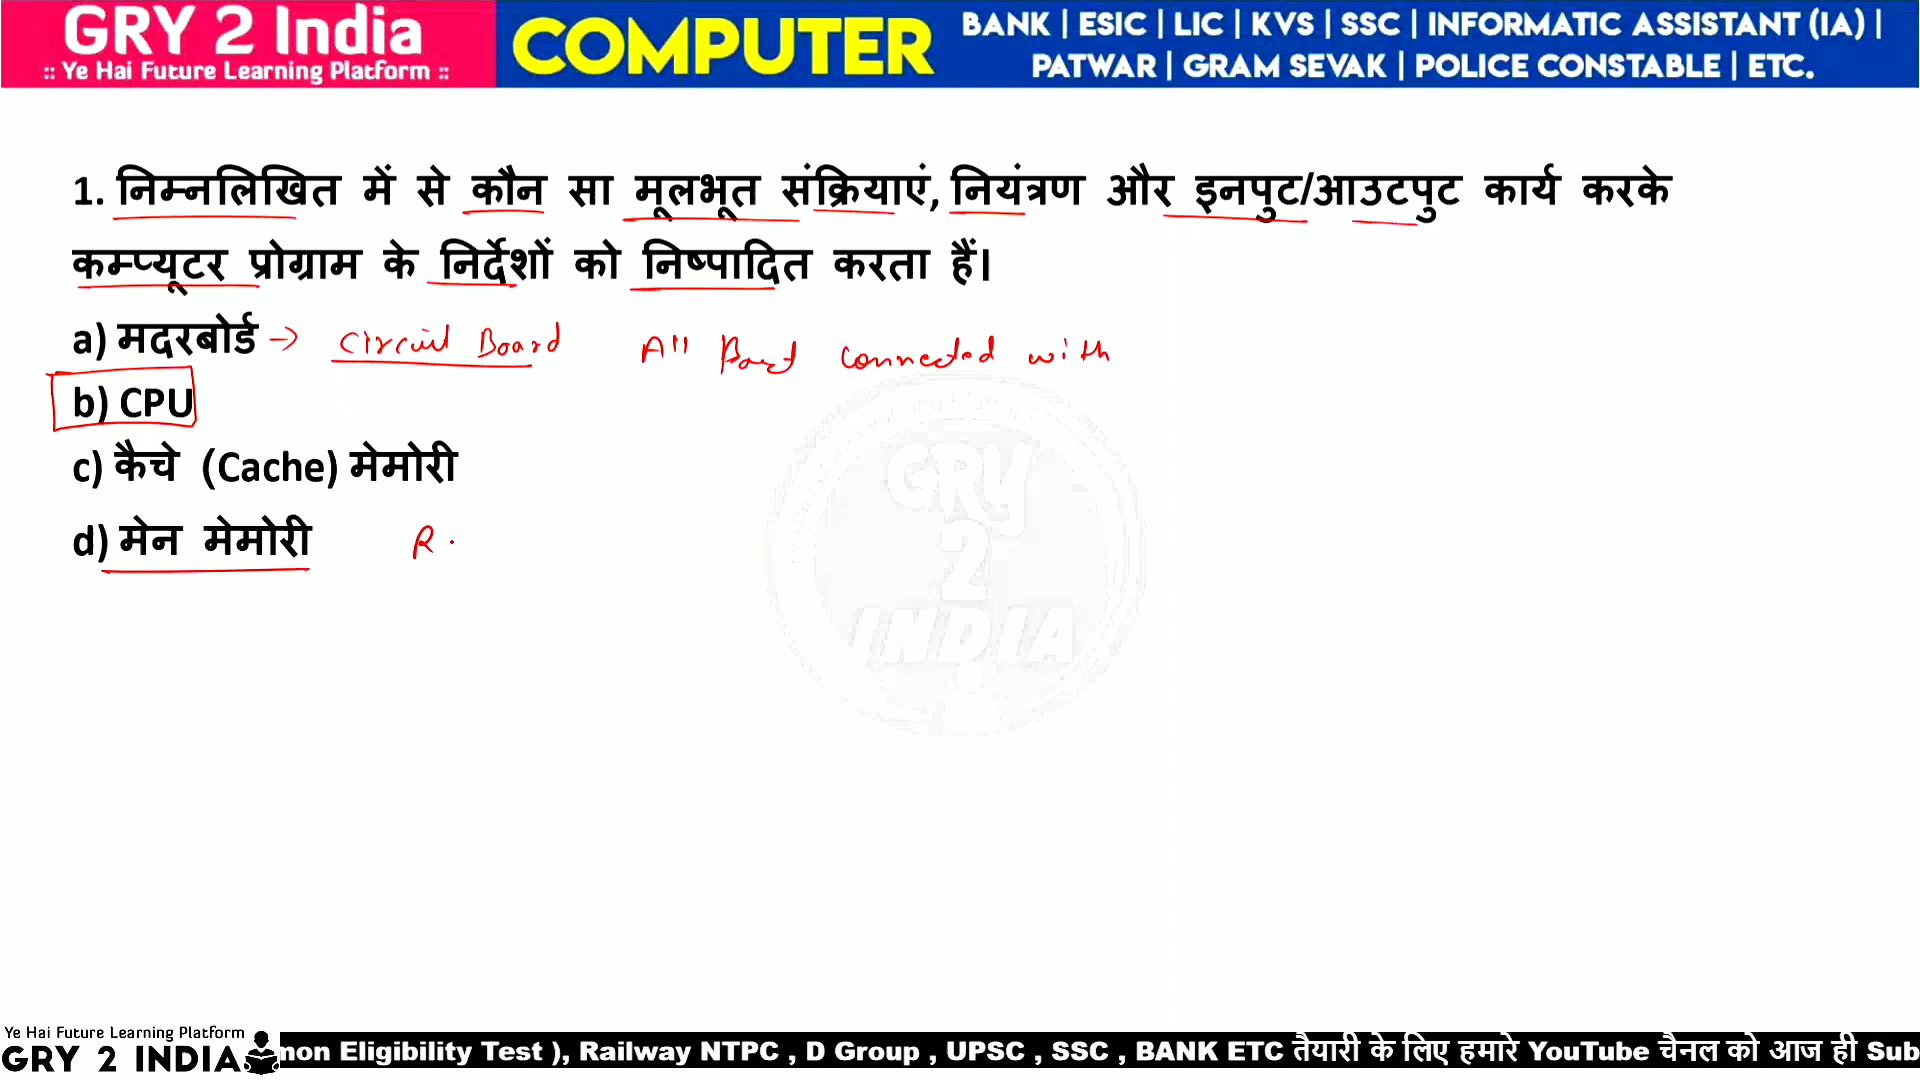 GRY 2 India
:: Ye Hai Future Learning Platform ::
COMPUTER
BANK | ESIC | LIC | KVS | SSC | INFORMATIC ASSISTANT (IA) |
PATWAR | GRAM SEVAK | POLICE CONSTABLE | ETC.
1. निम्नलिखित में से कौन सा मूलभूत संक्रियाएं, नियंत्रण और इनपुट/आउटपुट कार्य करके
कम्प्यूटर प्रोग्राम के निर्देशों को निष्पादित करता हैं।
a) मदरबोर्ड -> Circuit Board All Part connected with
b) CPU
c) कैचे (Cache) मेमोरी
d) मेन मेमोरी R.
GRY
2
INDIA
Ye Hai Future Learning Platform
GRY 2 INDIA
non Eligibility Test ), Railway NTPC , D Group , UPSC , SSC , BANK ETC तैयारी के लिए हमारे YouTube चैनल को आज ही Sub